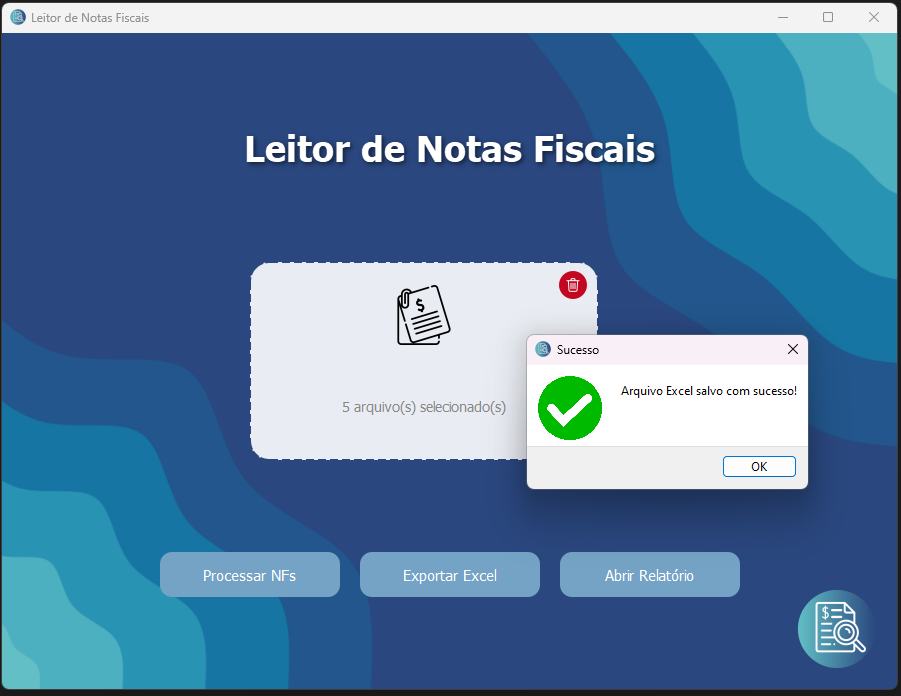 Leitor de Notas Fiscais
Leitor de Notas Fiscais
$
5 arquivo(s) selecionado(s)
Sucesso
Arquivo Excel salvo com sucesso!
OK
Processar NFs
Exportar Excel
Abrir Relatório
$